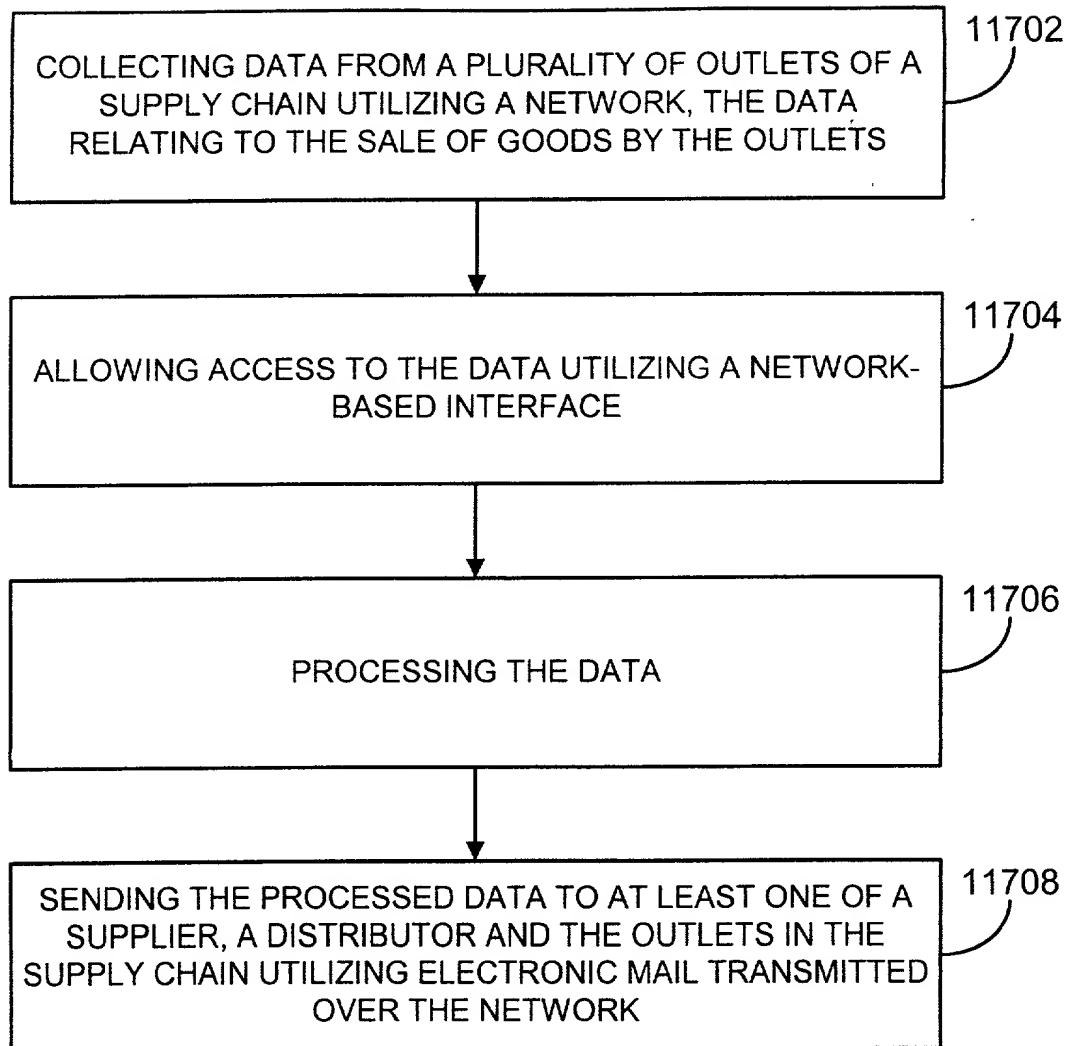 11702
COLLECTING DATA FROM A PLURALITY OF OUTLETS OF A
SUPPLY CHAIN UTILIZING A NETWORK, THE DATA
RELATING TO THE SALE OF GOODS BY THE OUTLETS
11704
ALLOWING ACCESS TO THE DATA UTILIZING A NETWORK-
BASED INTERFACE
11706
PROCESSING THE DATA
11708
SENDING THE PROCESSED DATA TO AT LEAST ONE OF A
SUPPLIER, A DISTRIBUTOR AND THE OUTLETS IN THE
SUPPLY CHAIN UTILIZING ELECTRONIC MAIL TRANSMITTED
OVER THE NETWORK